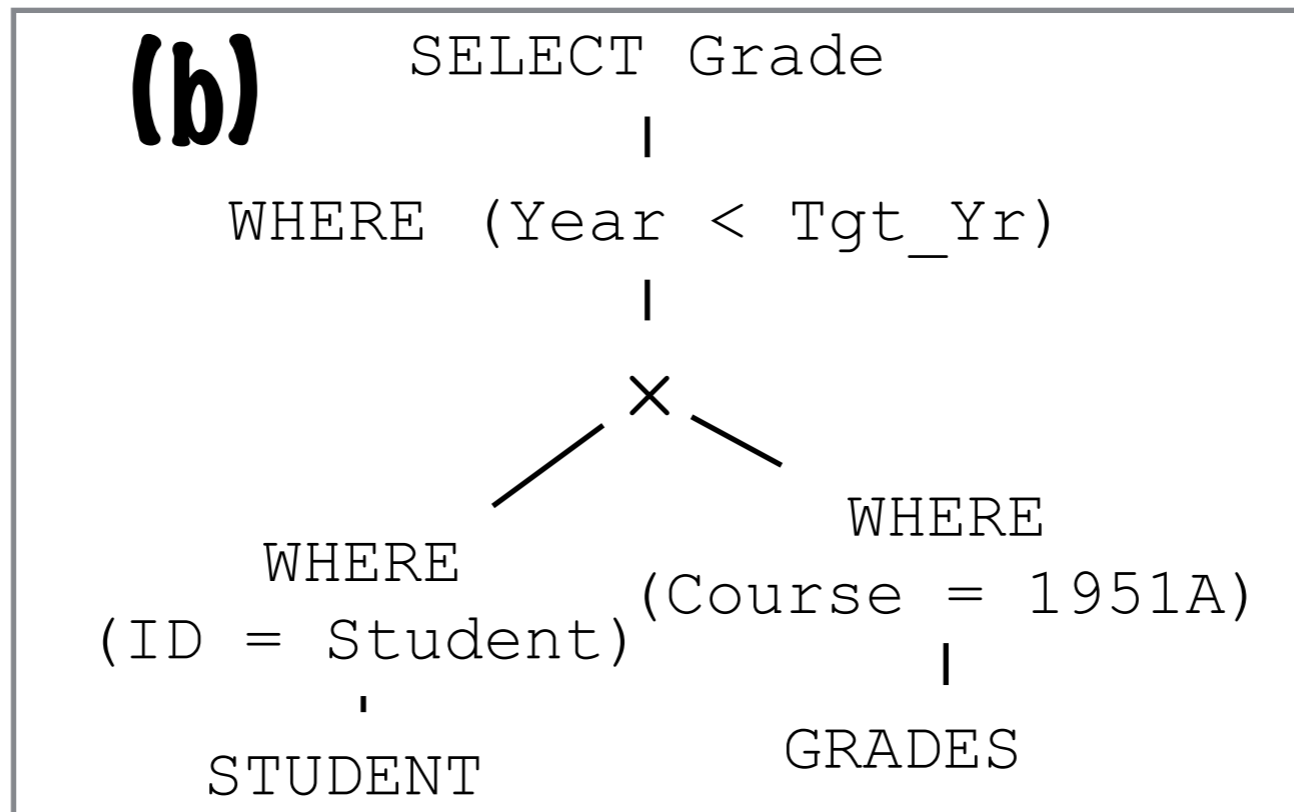 (b)
SELECT Grade
WHERE (Year < Tgt_Yr)
×
WHERE
(ID = Student)
STUDENT
WHERE
(Course = 1951A)
GRADES